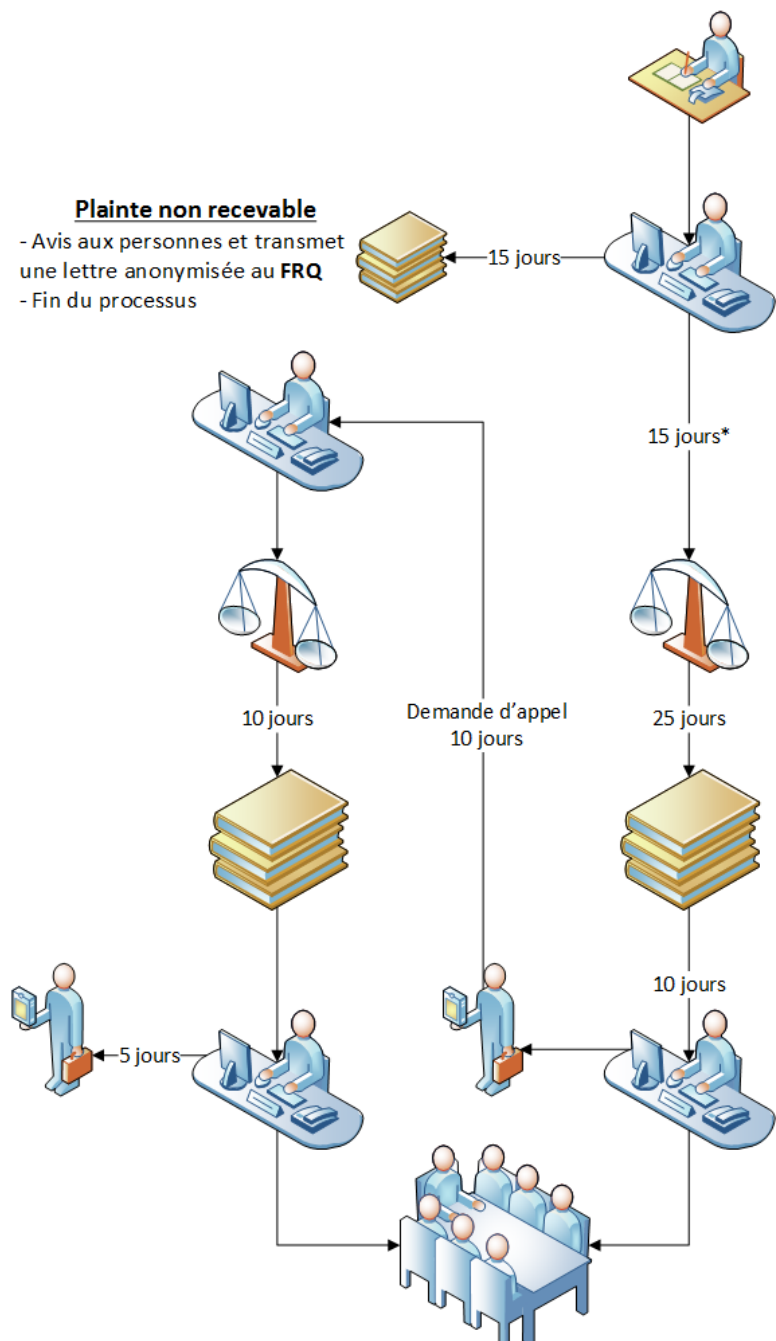 Plainte non recevable
- Avis aux personnes et transmet
une lettre anonymisée au FRQ
- Fin du processus
15 jours
15 jours*
10 jours
Demande d’appel
10 jours
25 jours
10 jours
5 jours